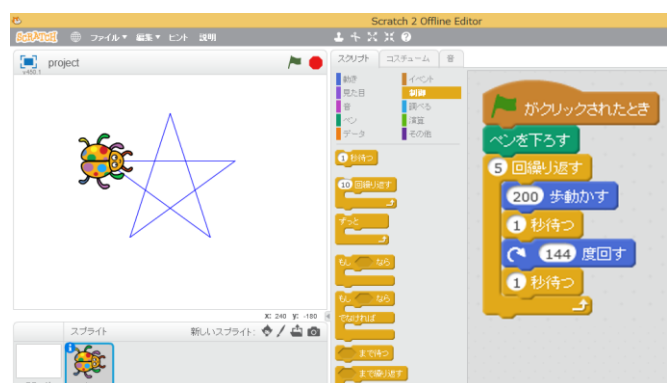 Scratch 2 Offline Editor
SCRATCH ファイル▼ 編集▼ ヒント 説明
project
v450.1
スクリプト コスチューム 音
動き イベント
見た目 制御
音 調べる
ペン 演算
データ その他
1 秒待つ
10 回繰り返す
ずっと
もし なら
もし なら
でなければ
まで待つ
まで繰り返す
がクリックされたとき
ペンを下ろす
5 回繰り返す
200 歩動かす
1 秒待つ
144 度回す
1 秒待つ
X: 240 y: -180
スプライト 新しいスプライト: